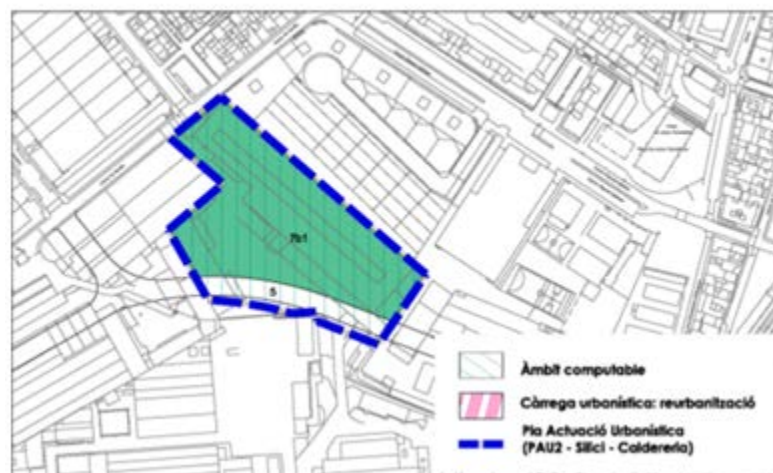 7b1
5
Àmbit computable
Càrrega urbanística: reurbanització
Pla Actuació Urbanística
(PAU2 - Silici - Caldereria)